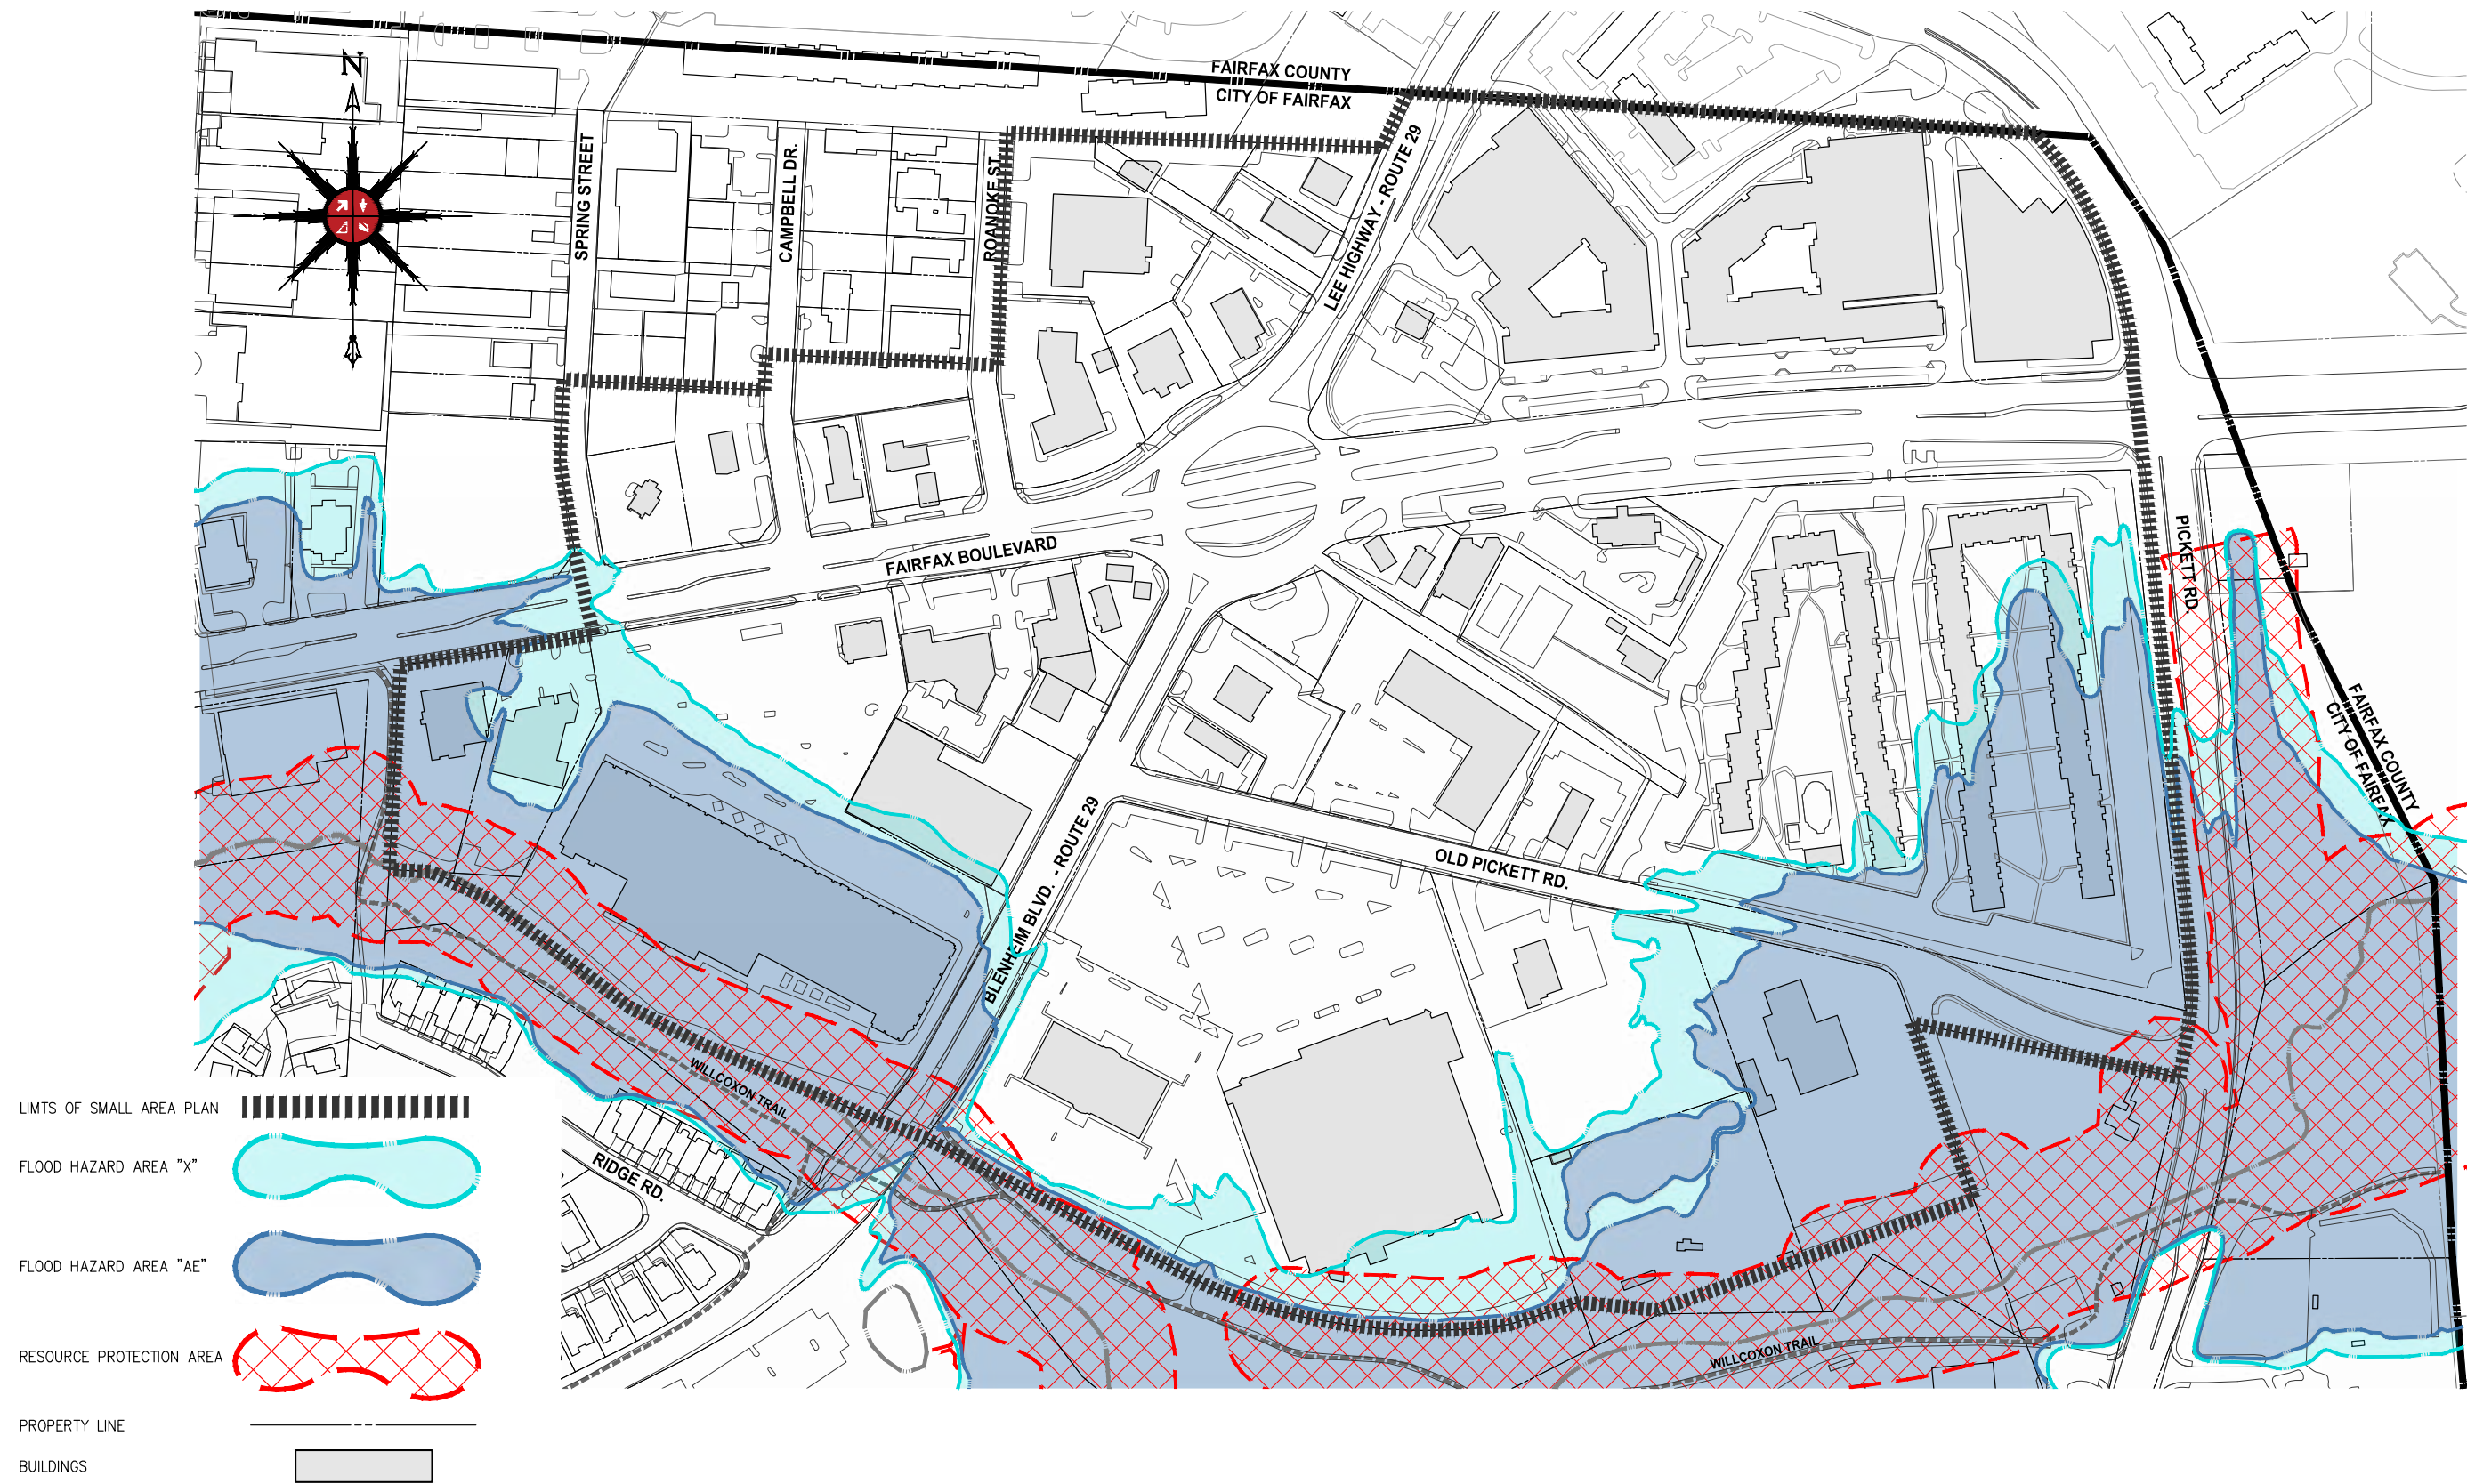 FAIRFAX COUNTY
CITY OF FAIRFAX
N
SPRING STREET
CAMPBELL DR.
ROANOKE ST.
LEE HIGHWAY - ROUTE 29
FAIRFAX BOULEVARD
PICKETT RD.
FAIRFAX COUNTY
CITY OF FAIRFAX
BLENHEIM BLVD. - ROUTE 29
OLD PICKETT RD.
WILLCOXON TRAIL
RIDGE RD.
WILLCOXON TRAIL
LIMTS OF SMALL AREA PLAN
FLOOD HAZARD AREA "X"
FLOOD HAZARD AREA "AE"
RESOURCE PROTECTION AREA
PROPERTY LINE
BUILDINGS